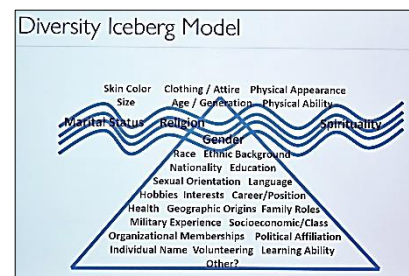 Diversity Iceberg Model
Skin Color Clothing / Attire Physical Appearance
Size Age / Generation Physical Ability
Marital Status Religion Spirituality
Gender
Race Ethnic Background
Nationality Education
Sexual Orientation Language
Hobbies Interests Career/Position
Health Geographic Origins Family Roles
Military Experience Socioeconomic/Class
Organizational Memberships Political Affiliation
Individual Name Volunteering Learning Ability
Other?